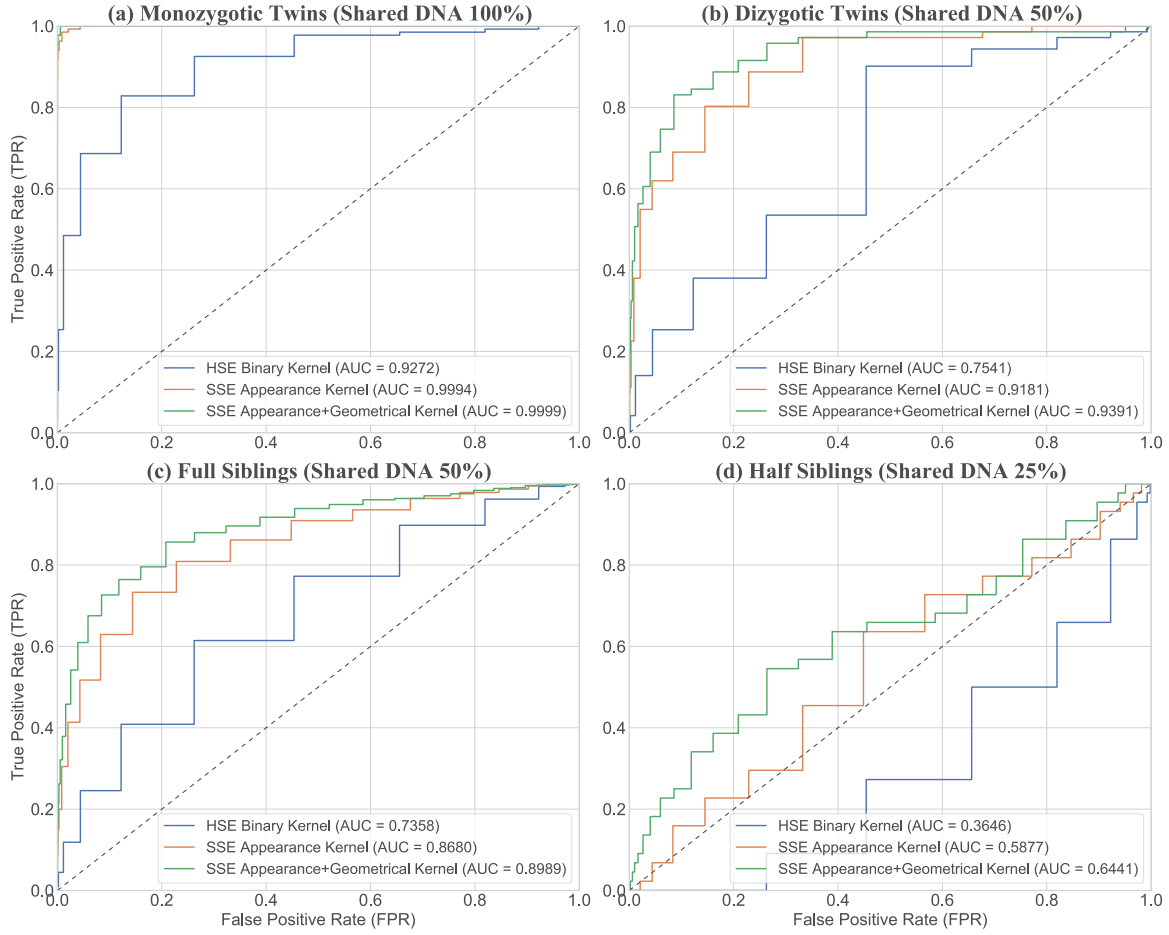 (a) Monozygotic Twins (Shared DNA 100%)
1.0
0.8
0.6
0.4
0.2
0.0
True Positive Rate (TPR)
HSE Binary Kernel (AUC = 0.9272)
SSE Appearance Kernel (AUC = 0.9994)
SSE Appearance+Geometrical Kernel (AUC = 0.9999)
0.0 0.2 0.4 0.6 0.8 1.0
(b) Dizygotic Twins (Shared DNA 50%)
1.0
0.8
0.6
0.4
0.2
0.0
HSE Binary Kernel (AUC = 0.7541)
SSE Appearance Kernel (AUC = 0.9181)
SSE Appearance+Geometrical Kernel (AUC = 0.9391)
0.0 0.2 0.4 0.6 0.8 1.0
(c) Full Siblings (Shared DNA 50%)
1.0
0.8
0.6
0.4
0.2
0.0
True Positive Rate (TPR)
HSE Binary Kernel (AUC = 0.7358)
SSE Appearance Kernel (AUC = 0.8680)
SSE Appearance+Geometrical Kernel (AUC = 0.8989)
0.0 0.2 0.4 0.6 0.8 1.0
False Positive Rate (FPR)
(d) Half Siblings (Shared DNA 25%)
1.0
0.8
0.6
0.4
0.2
0.0
HSE Binary Kernel (AUC = 0.3646)
SSE Appearance Kernel (AUC = 0.5877)
SSE Appearance+Geometrical Kernel (AUC = 0.6441)
0.0 0.2 0.4 0.6 0.8 1.0
False Positive Rate (FPR)